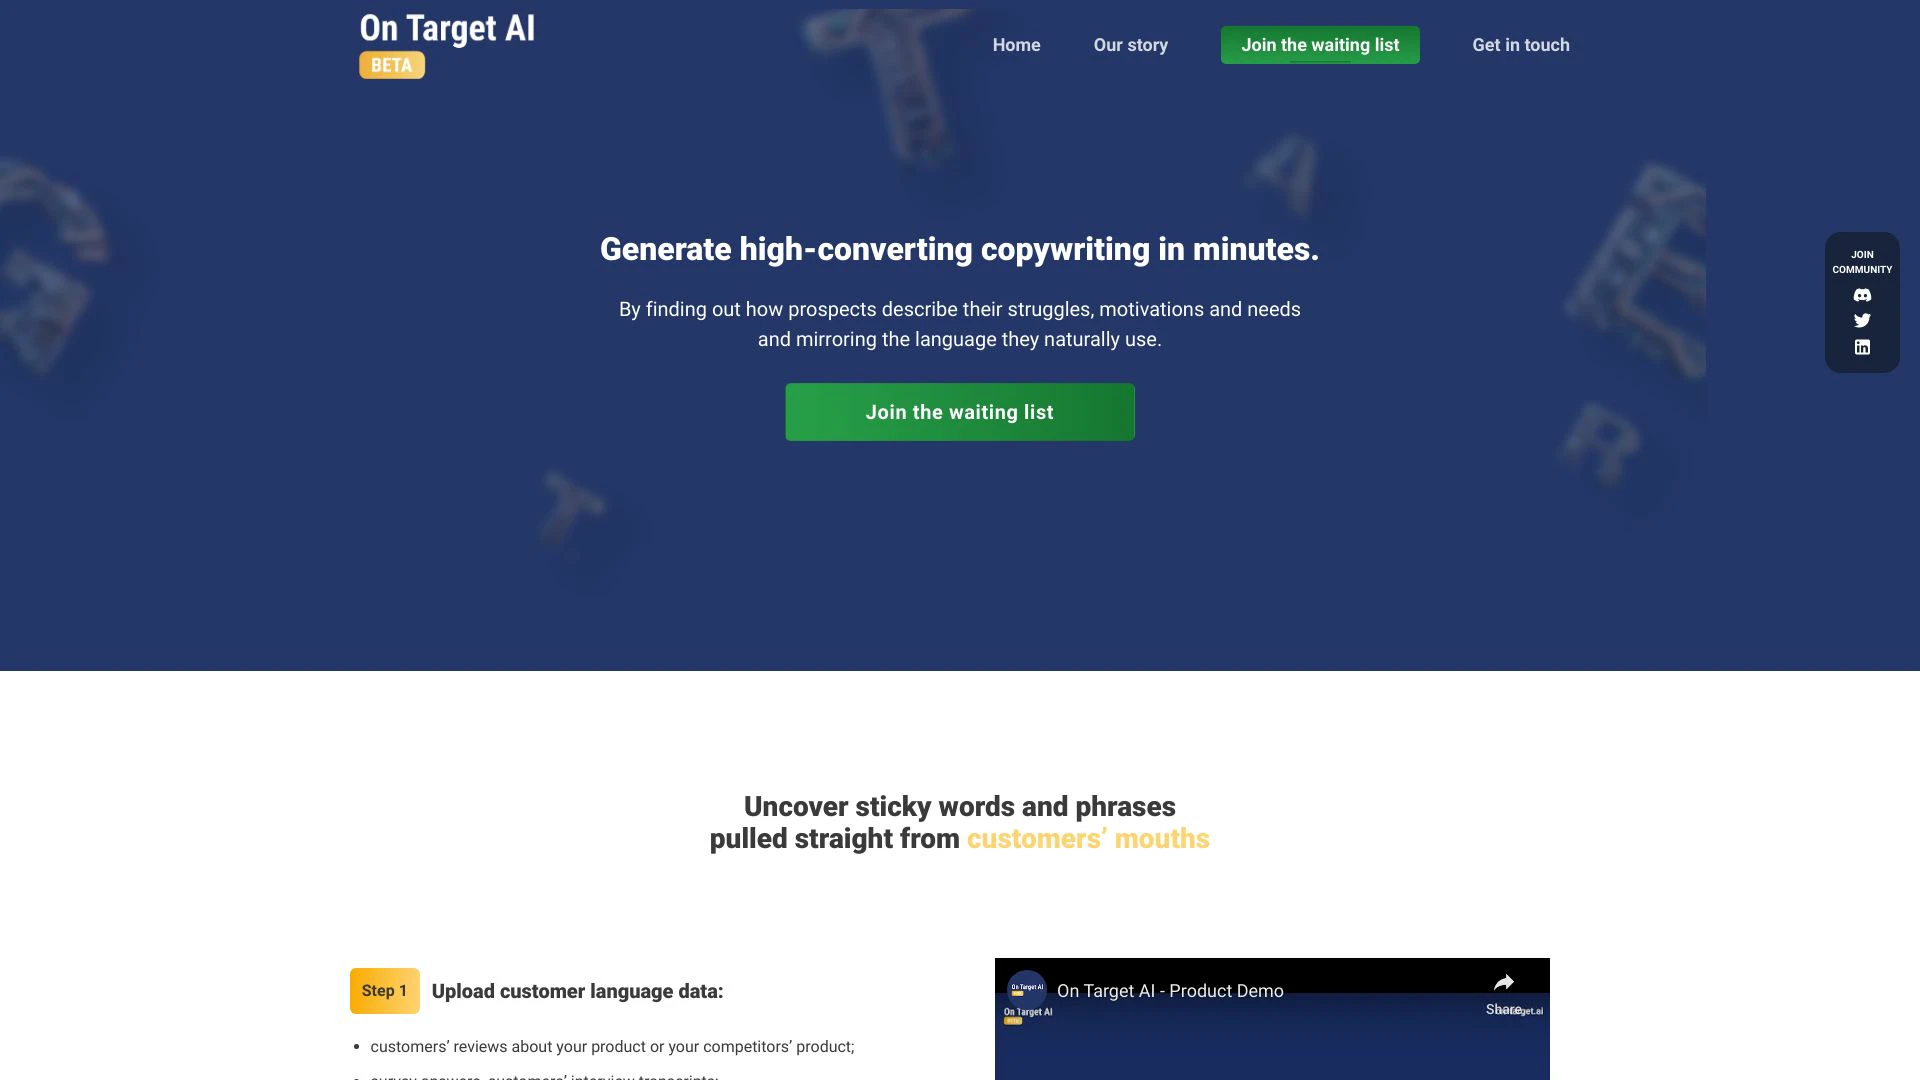 On Target AI
BETA
Home
Our story
Join the waiting list
Get in touch
JOIN
COMMUNITY
Generate high-converting copywriting in minutes.
By finding out how prospects describe their struggles, motivations and needs
and mirroring the language they naturally use.
Join the waiting list
Uncover sticky words and phrases
pulled straight from customers’ mouths
Step 1
Upload customer language data:
customers’ reviews about your product or your competitors’ product;
On Target AI
On Target AI - Product Demo
Share
On Target AI
BETA